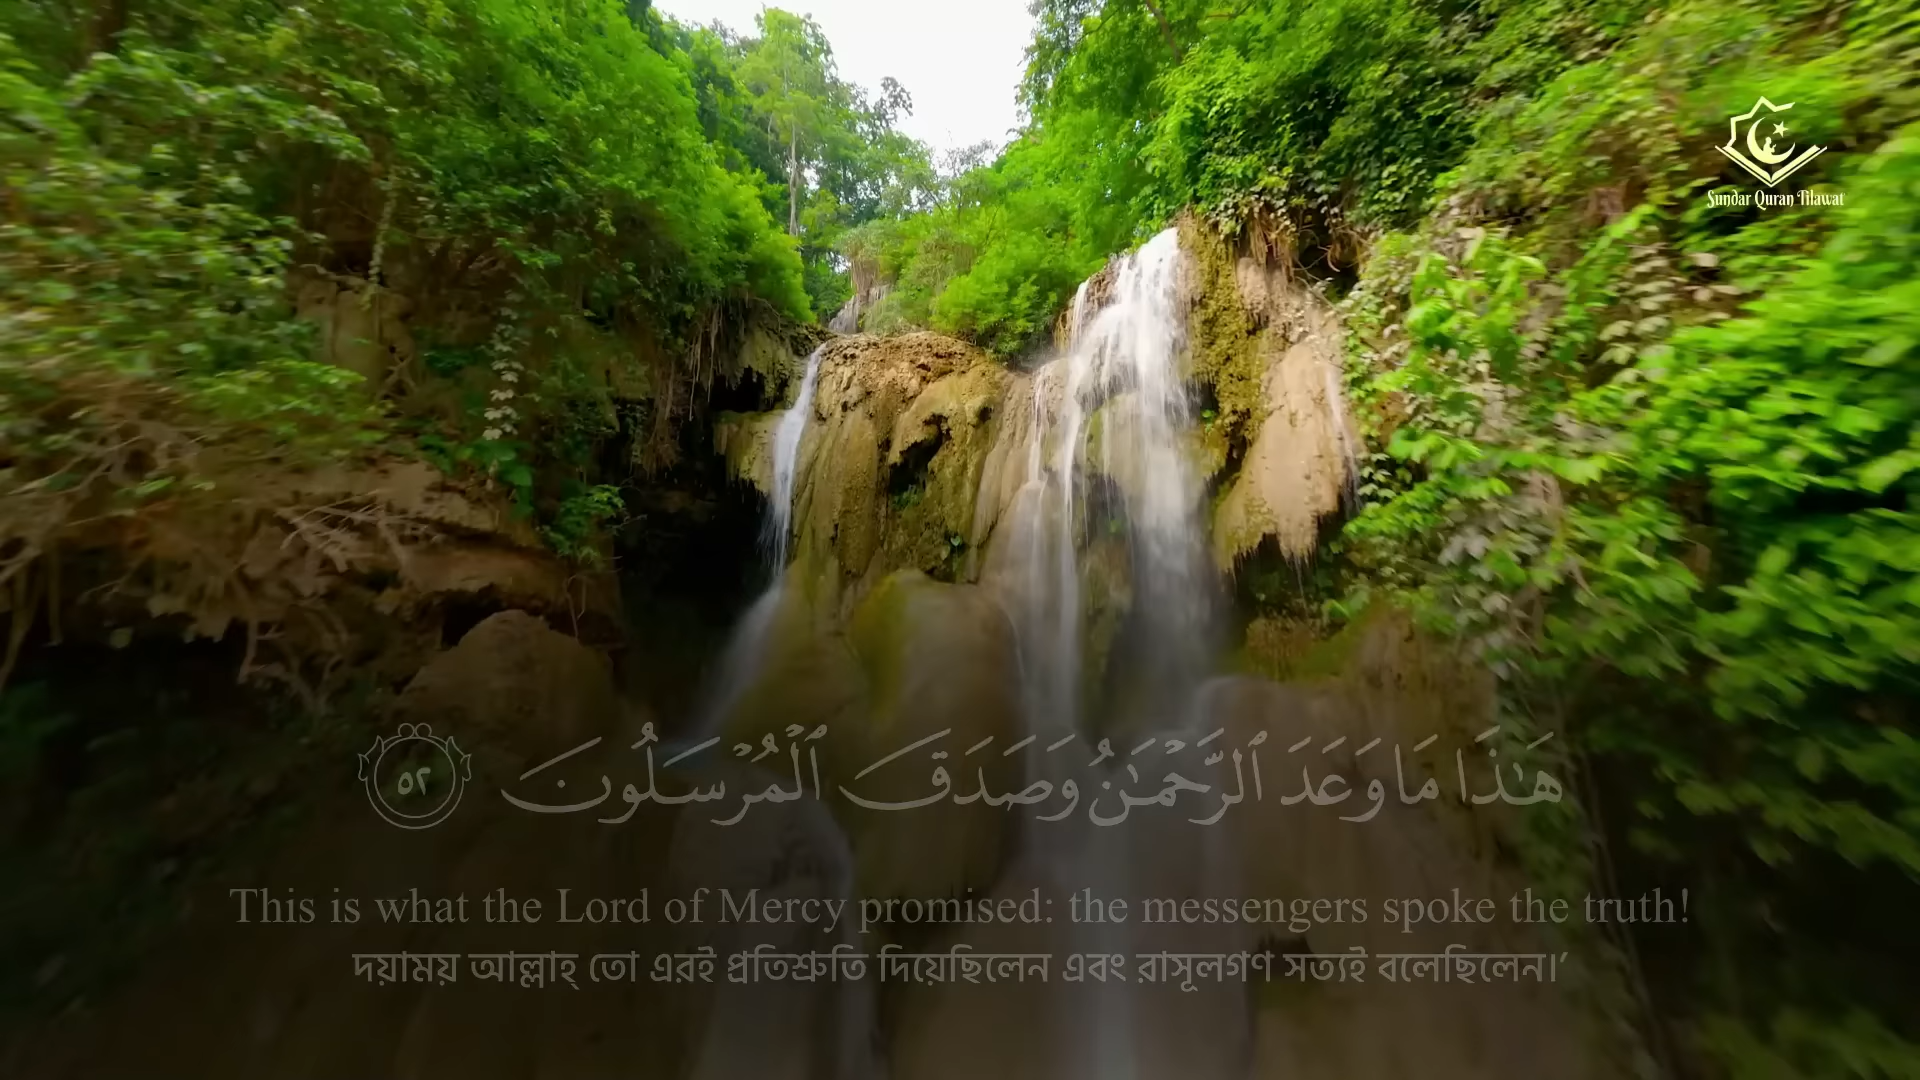 Sundar Quran Tilawat
هَـٰذَا مَا وَعَدَ ٱلرَّحْمَـٰنُ وَصَدَقَ ٱلْمُرْسَلُونَ ٥٢
This is what the Lord of Mercy promised: the messengers spoke the truth!
দয়াময় আল্লাহ্ তো এরই প্রতিশ্রুতি দিয়েছিলেন এবং রাসূলগণ সত্যই বলেছিলেন।’